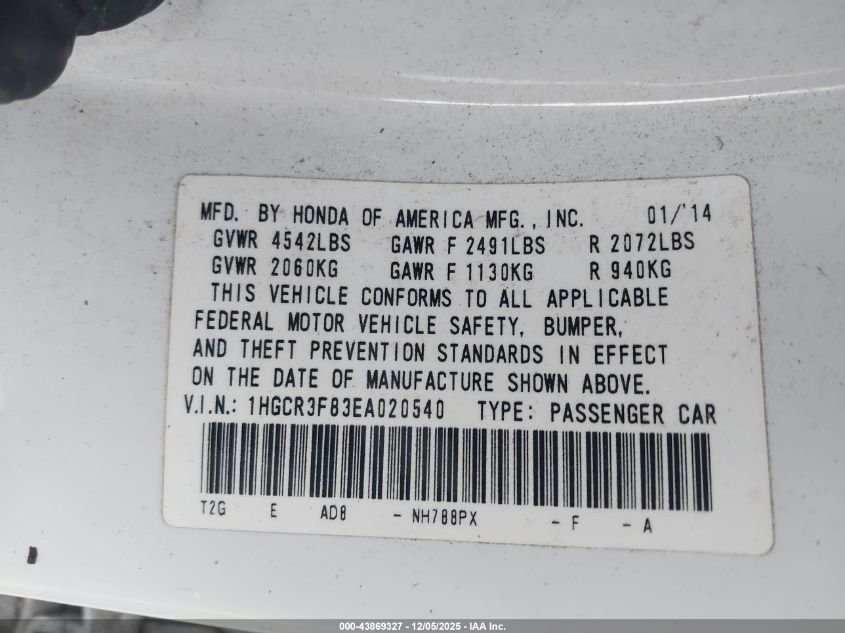 MFD. BY HONDA OF AMERICA MFG., INC. 01/'14
GVWR 4542LBS GAWR F 2491LBS R 2072LBS
GVWR 2060KG GAWR F 1130KG R 940KG
THIS VEHICLE CONFORMS TO ALL APPLICABLE
FEDERAL MOTOR VEHICLE SAFETY, BUMPER,
AND THEFT PREVENTION STANDARDS IN EFFECT
ON THE DATE OF MANUFACTURE SHOWN ABOVE.
V.I.N.: 1HGCR3F83EA020540 TYPE: PASSENGER CAR
T2G E AD8 - NH788PX - F - A
000-43869327 - 12/05/2025 - IAA Inc.